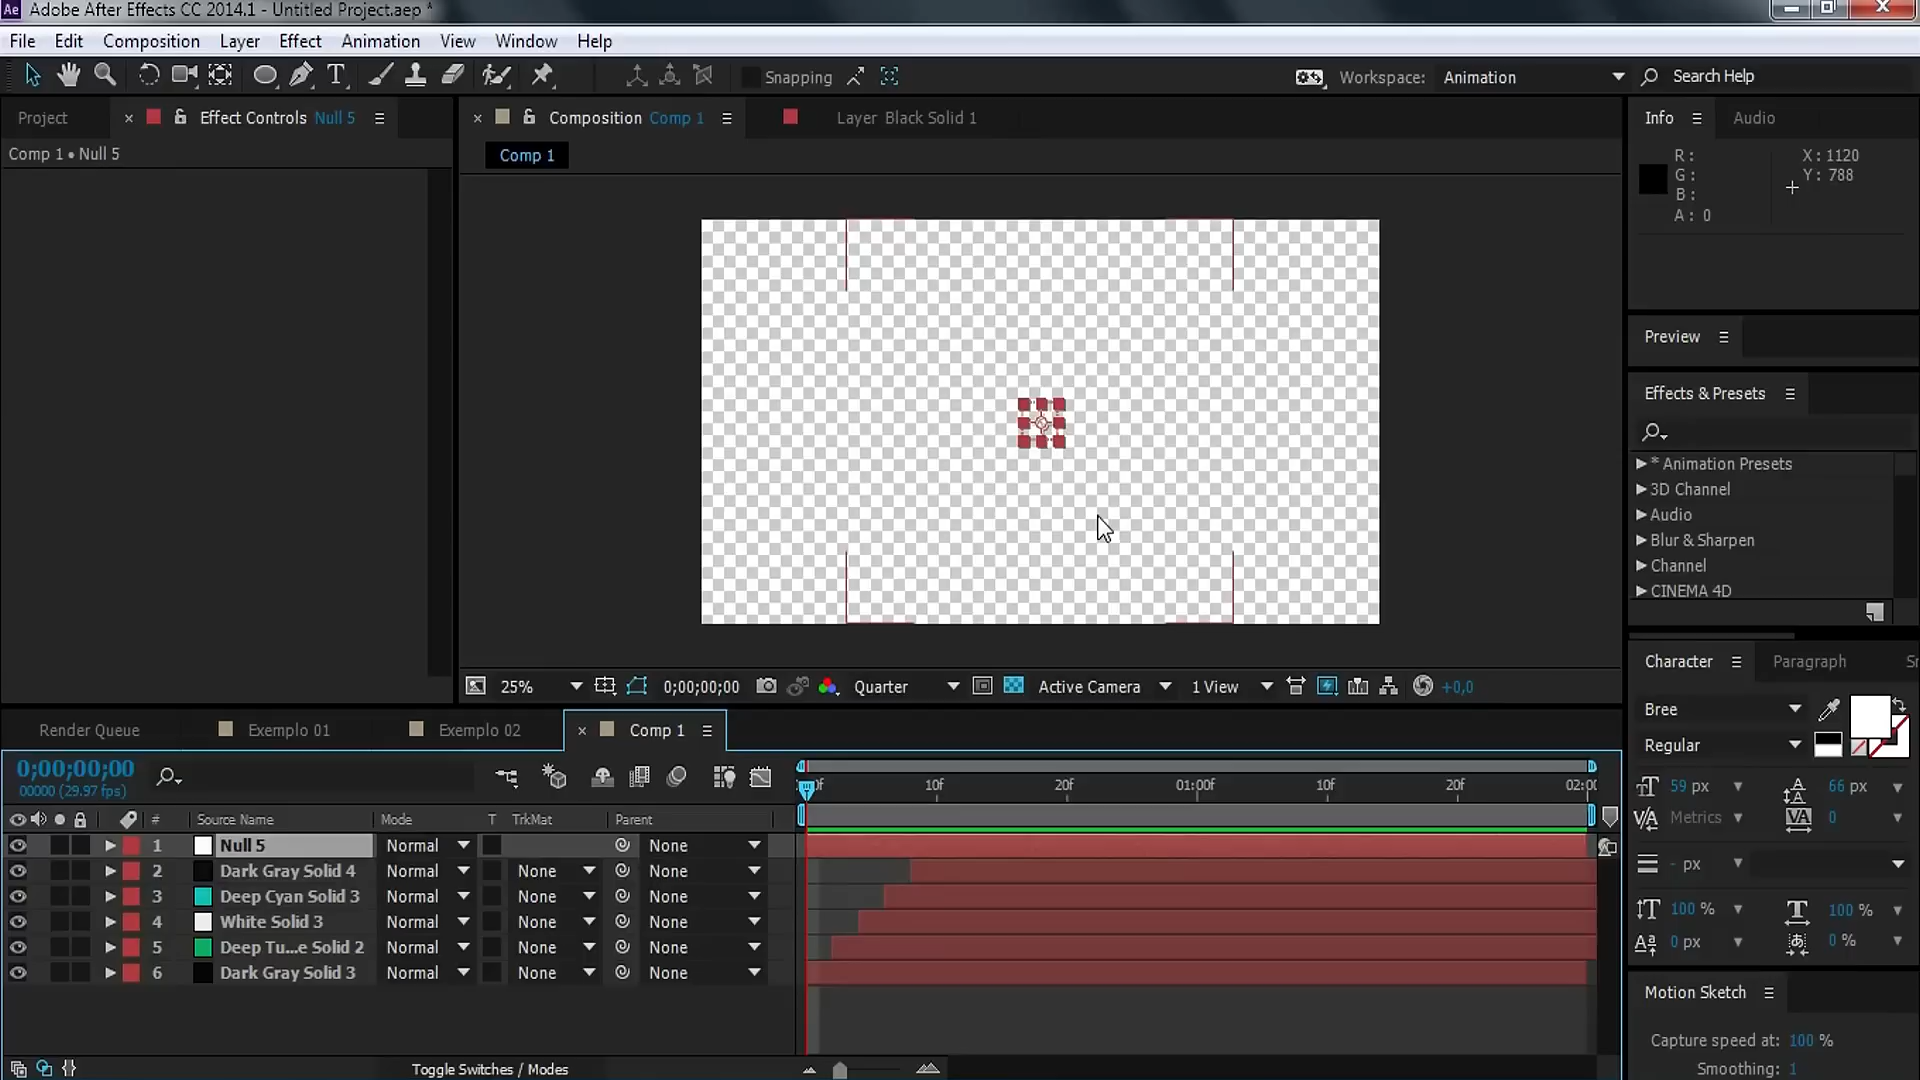 Adobe After Effects CC 2014.1 - Untitled Project.aep *
File Edit Composition Layer Effect Animation View Window Help
Snapping Workspace: Animation Search Help
Project Effect Controls Null 5 Composition Comp 1 Layer Black Solid 1 Info Audio
Comp 1 • Null 5
Comp 1
R:
G:
B:
A: 0
X: 1120
Y: 788
Preview
Effects & Presets
* Animation Presets
3D Channel
Audio
Blur & Sharpen
Channel
CINEMA 4D
Character Paragraph
25% 0;00;00;00 Quarter Active Camera 1 View +0,0
Bree
Regular
59 px 66 px
Metrics 0
- px
100 % 100 %
0 px 0 %
Motion Sketch
Capture speed at: 100 %
Smoothing: 1
Render Queue Exemplo 01 Exemplo 02 Comp 1
0;00;00;00
00000 (29.97 fps)
10f 20f 01:00f 10f 20f
# Source Name Mode T TrkMat Parent
1 Null 5 Normal None
2 Dark Gray Solid 4 Normal None None
3 Deep Cyan Solid 3 Normal None None
4 White Solid 3 Normal None None
5 Deep Tu...e Solid 2 Normal None None
6 Dark Gray Solid 3 Normal None None
Toggle Switches / Modes